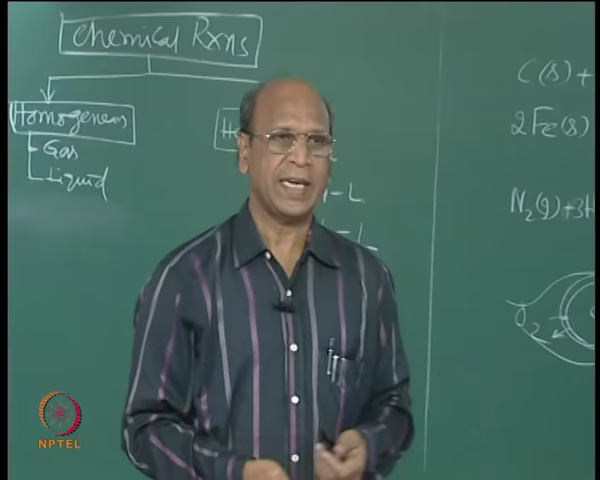 Chemical Rxns
Homogeneous
Gas
Liquid
-L
-L
C(s) +
2Fe(s)
N2(g)+3H
O2
NPTEL